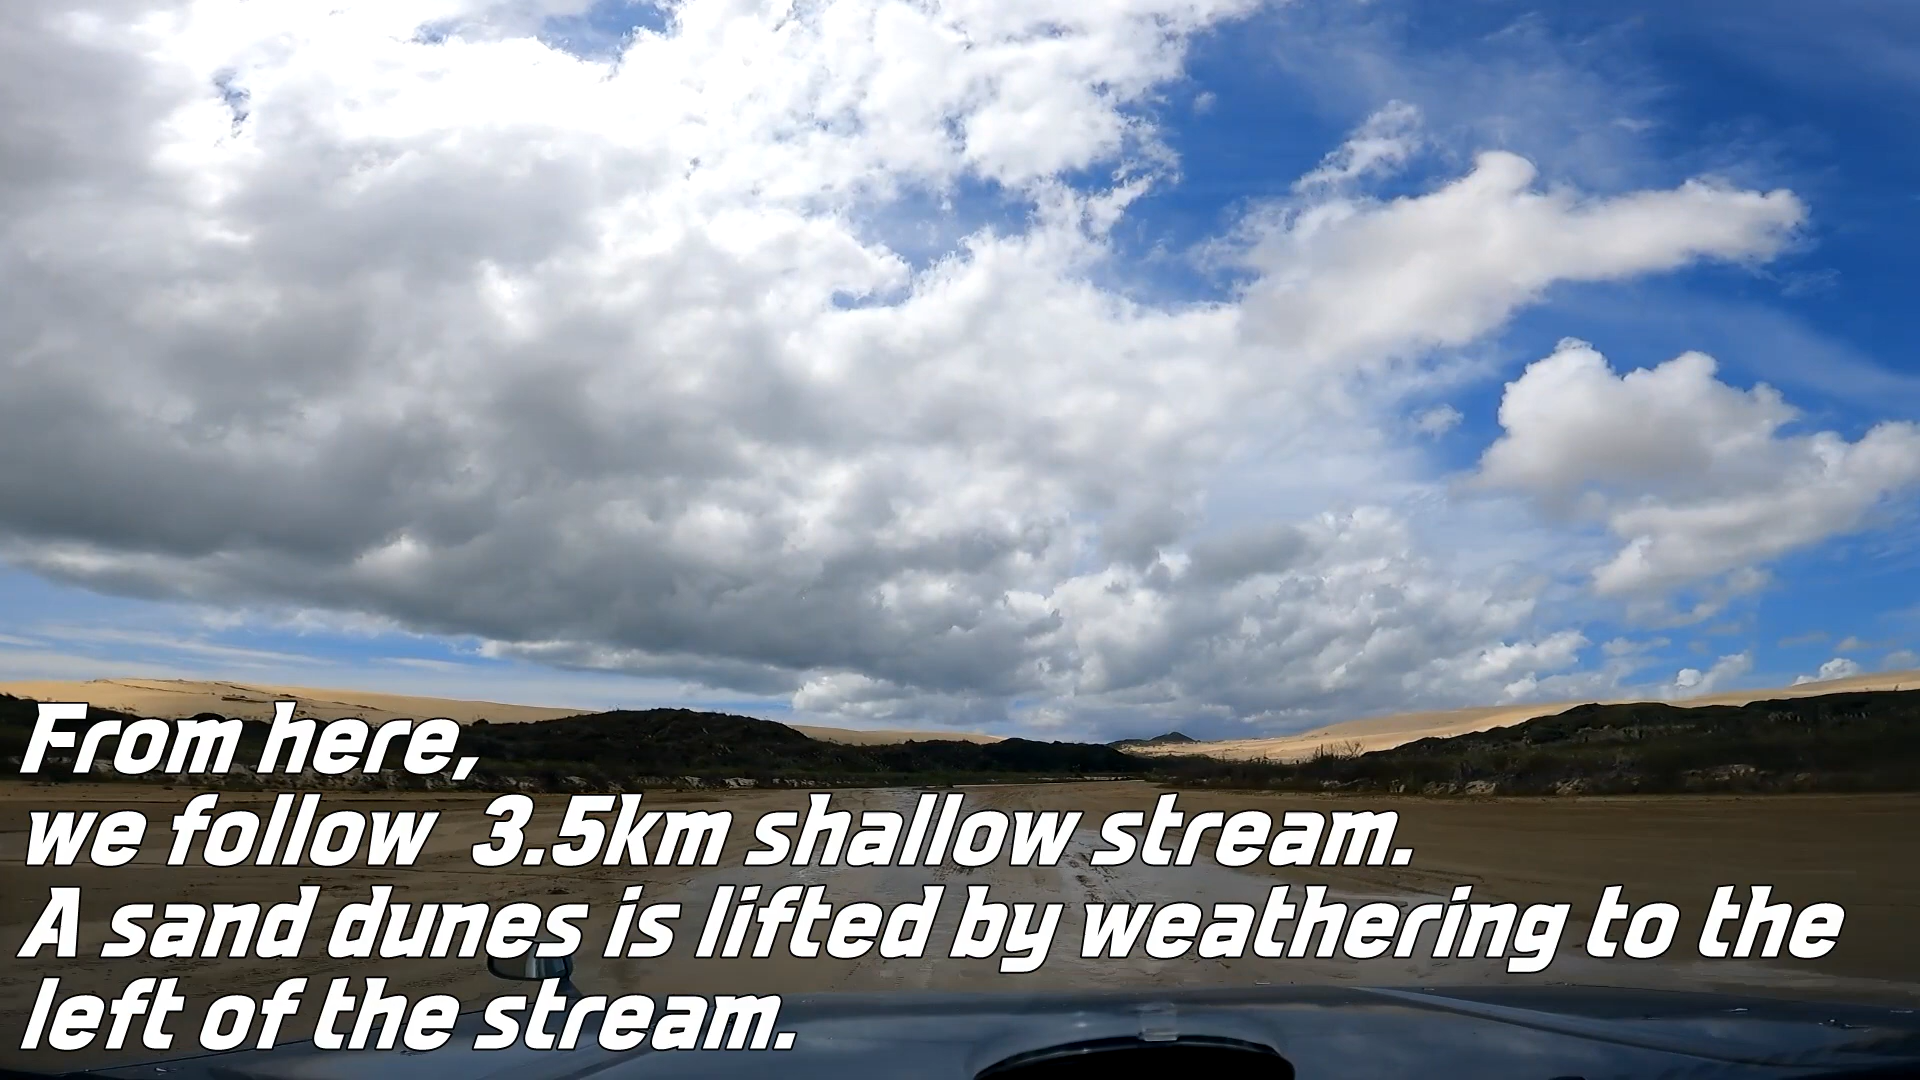 From here,
we follow 3.5km shallow stream.
A sand dunes is lifted by weathering to the
left of the stream.